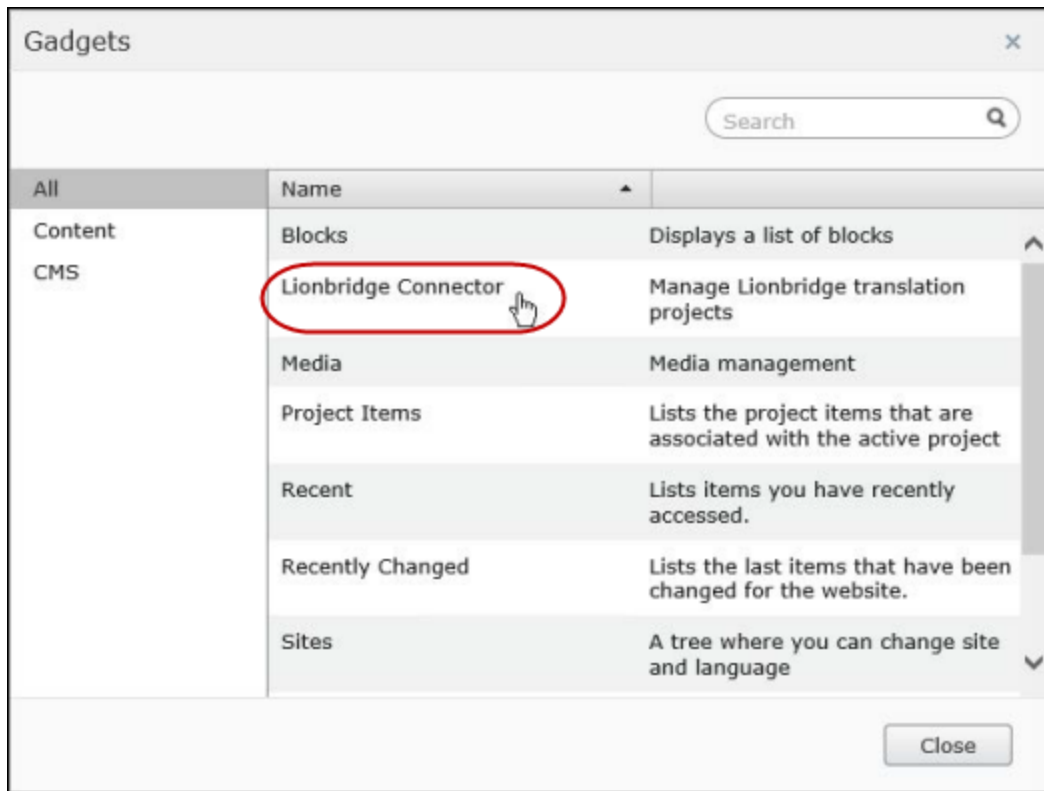 Gadgets
Search
All
Name
Content
CMS
Blocks
Displays a list of blocks
Lionbridge Connector
Manage Lionbridge translation
projects
Media
Media management
Project Items
Lists the project items that are
associated with the active project
Recent
Lists items you have recently
accessed.
Recently Changed
Lists the last items that have been
changed for the website.
Sites
A tree where you can change site
and language
Close